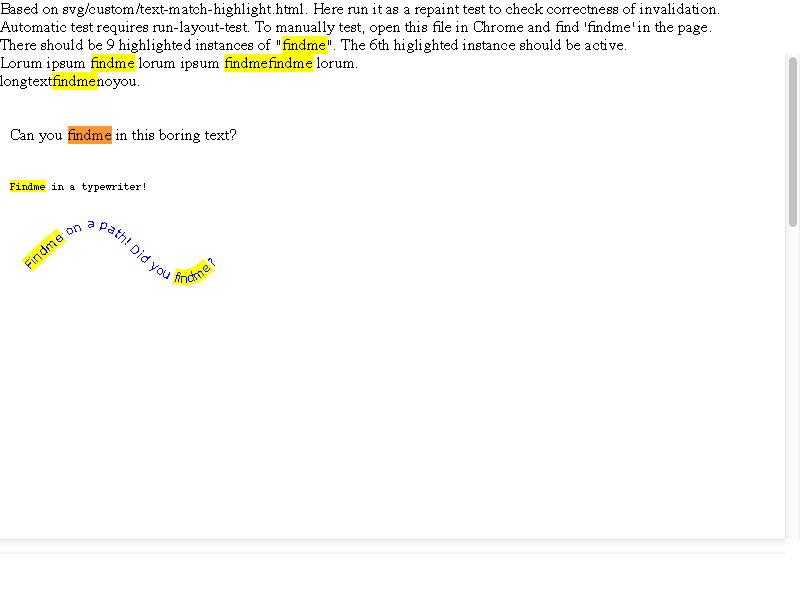 Based on svg/custom/text-match-highlight.html. Here run it as a repaint test to check correctness of invalidation.
Automatic test requires run-layout-test. To manually test, open this file in Chrome and find 'findme' in the page.
There should be 9 highlighted instances of "findme". The 6th higlighted instance should be active.
Lorum ipsum findme lorum ipsum findmefindme lorum.
longtextfindmenoyou.
Can you findme in this boring text?
Findme in a typewriter!
Findme on a path! Did you findme?